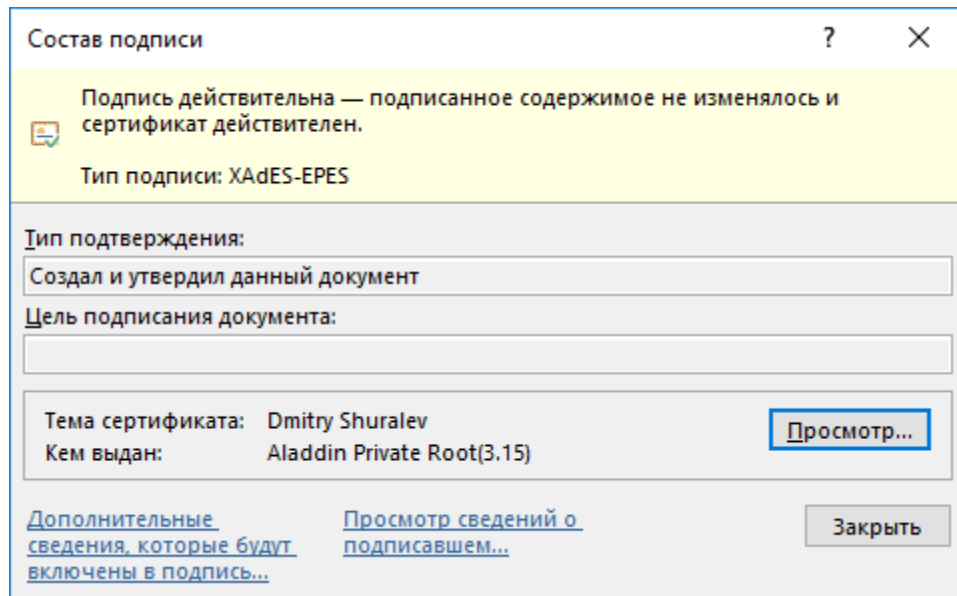 Состав подписи
Подпись действительна — подписанное содержимое не изменялось и
сертификат действителен.
Тип подписи: XAdES-EPES
Тип подтверждения:
Создал и утвердил данный документ
Цель подписания документа:
Тема сертификата: Dmitry Shuralev
Кем выдан: Aladdin Private Root(3.15)
Просмотр...
Дополнительные
сведения, которые будут
включены в подпись...
Просмотр сведений о
подписавшем...
Закрыть